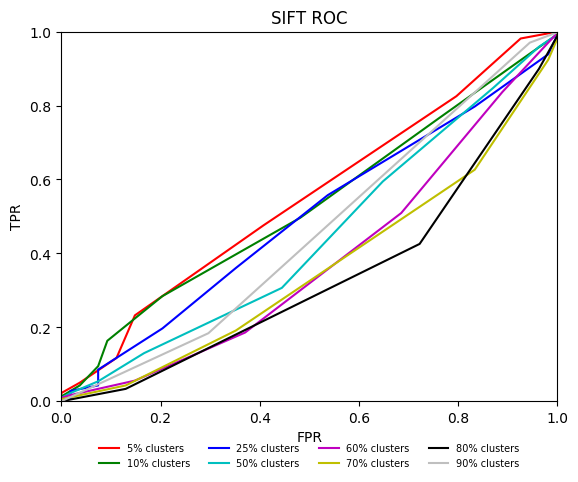 SIFT ROC
1.0
0.8
0.6
TPR
0.4
0.2
0.0
0.0 0.2 0.4 0.6 0.8 1.0
FPR
5% clusters 25% clusters 60% clusters 80% clusters
10% clusters 50% clusters 70% clusters 90% clusters